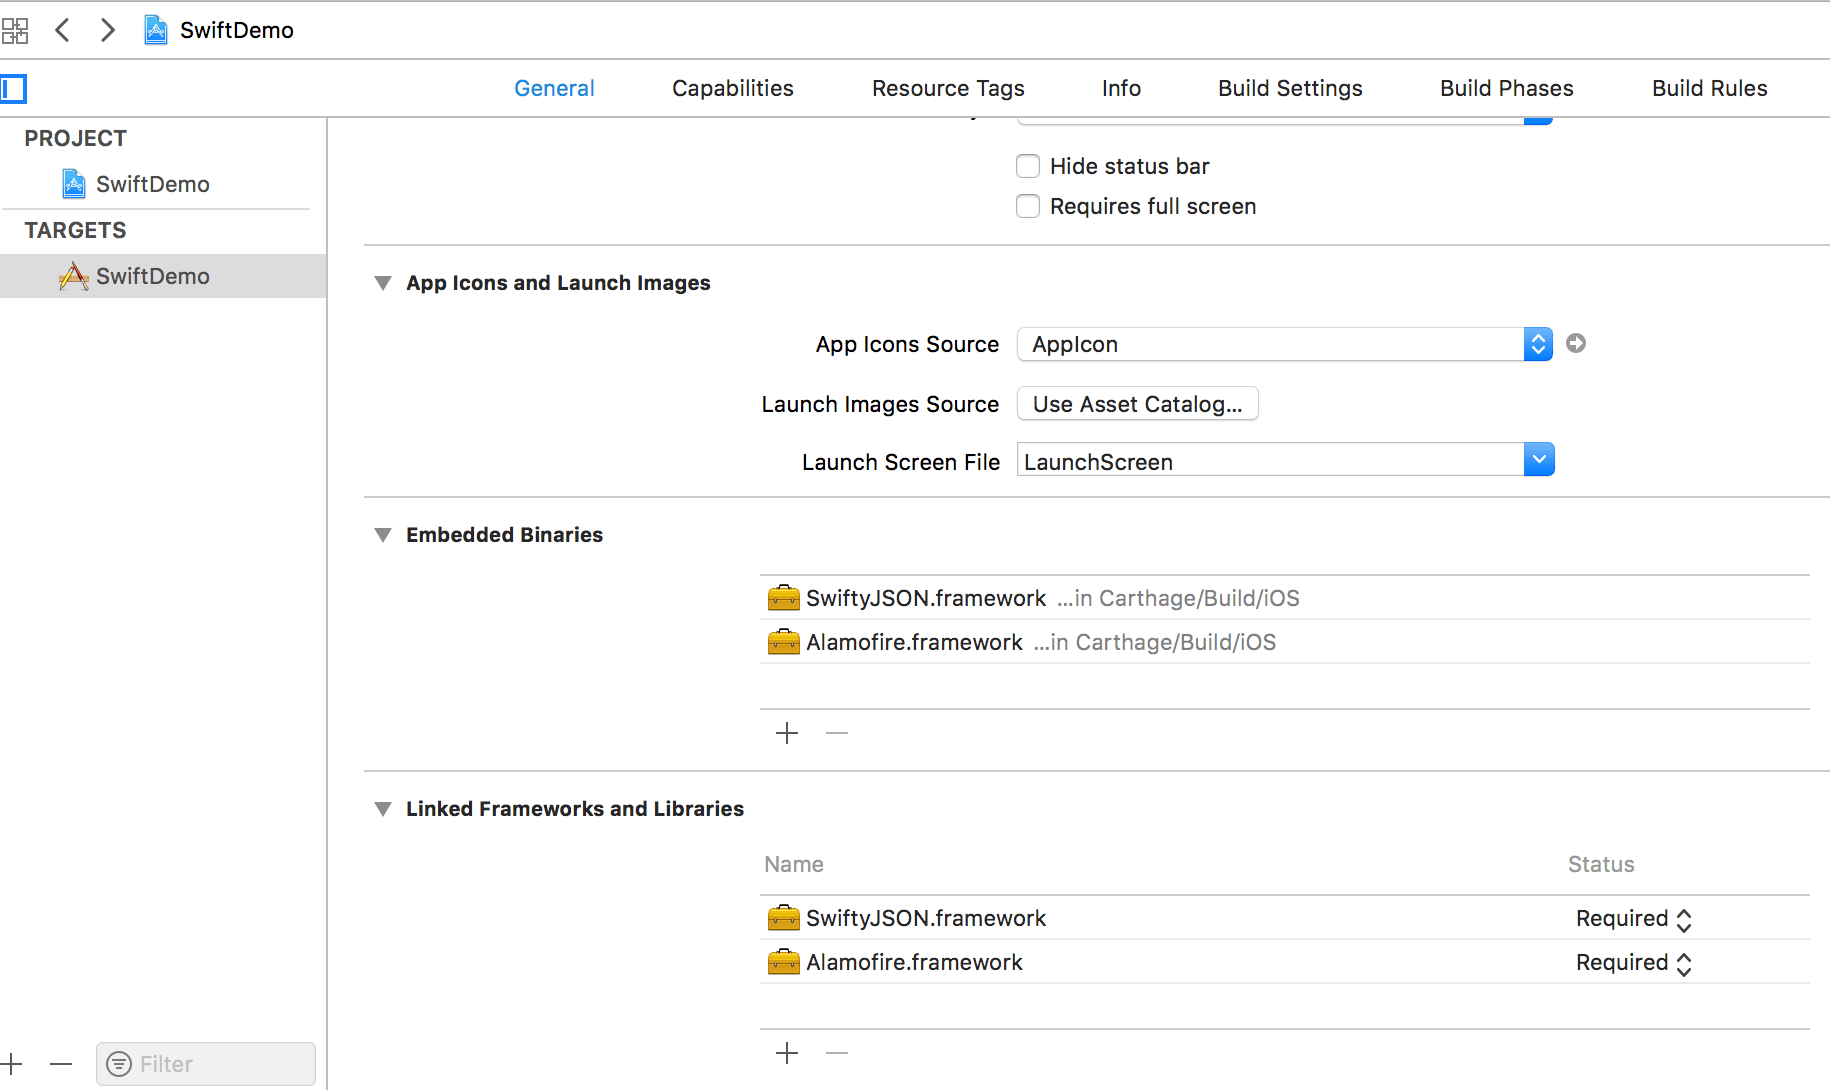 SwiftDemo
General Capabilities Resource Tags Info Build Settings Build Phases Build Rules
PROJECT
SwiftDemo
TARGETS
SwiftDemo
Hide status bar
Requires full screen
App Icons and Launch Images
App Icons Source AppIcon
Launch Images Source Use Asset Catalog...
Launch Screen File LaunchScreen
Embedded Binaries
SwiftyJSON.framework ...in Carthage/Build/iOS
Alamofire.framework ...in Carthage/Build/iOS
Linked Frameworks and Libraries
Name Status
SwiftyJSON.framework Required
Alamofire.framework Required
Filter